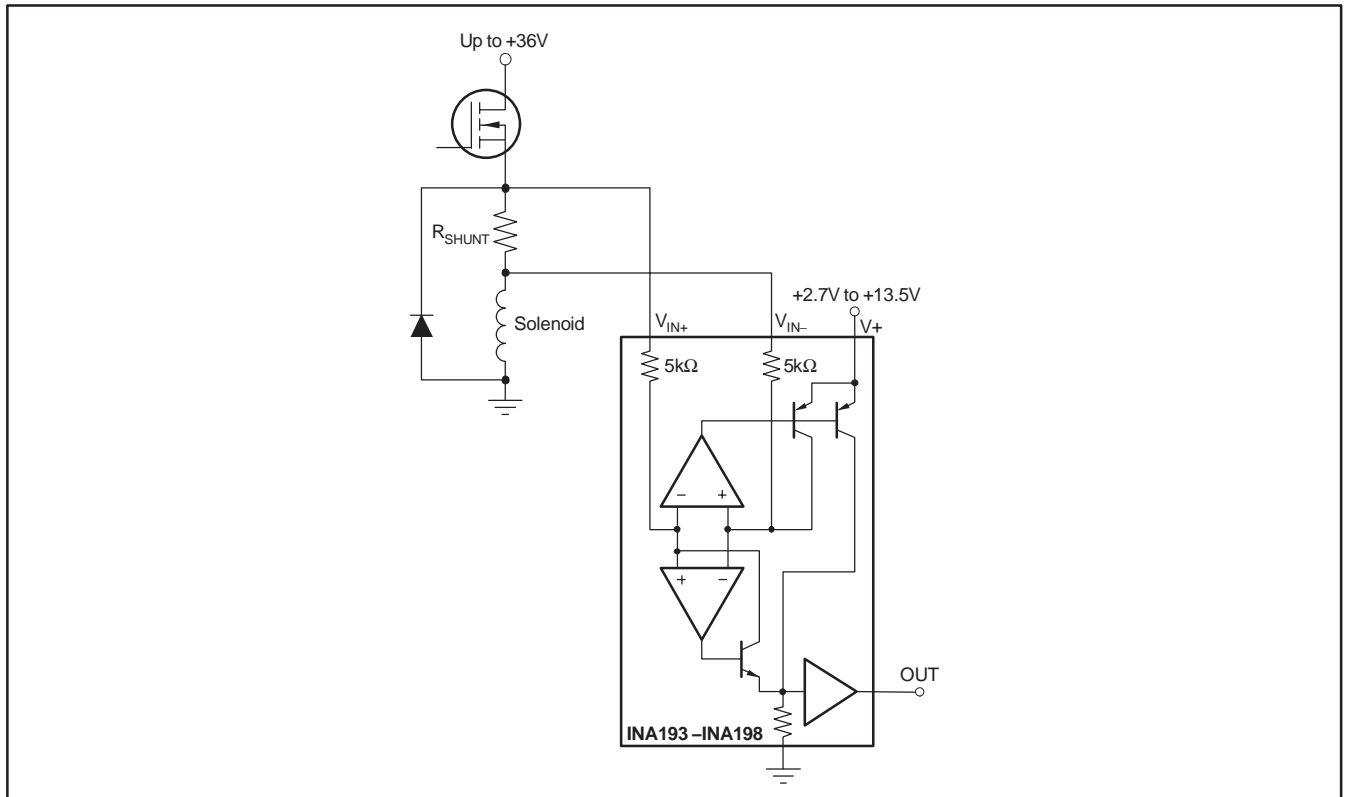 Up to +36V
R_SHUNT
+2.7V to +13.5V
Solenoid
V_IN+
V_IN–
V+
5kΩ
5kΩ
–
+
+
–
OUT
INA193 –INA198